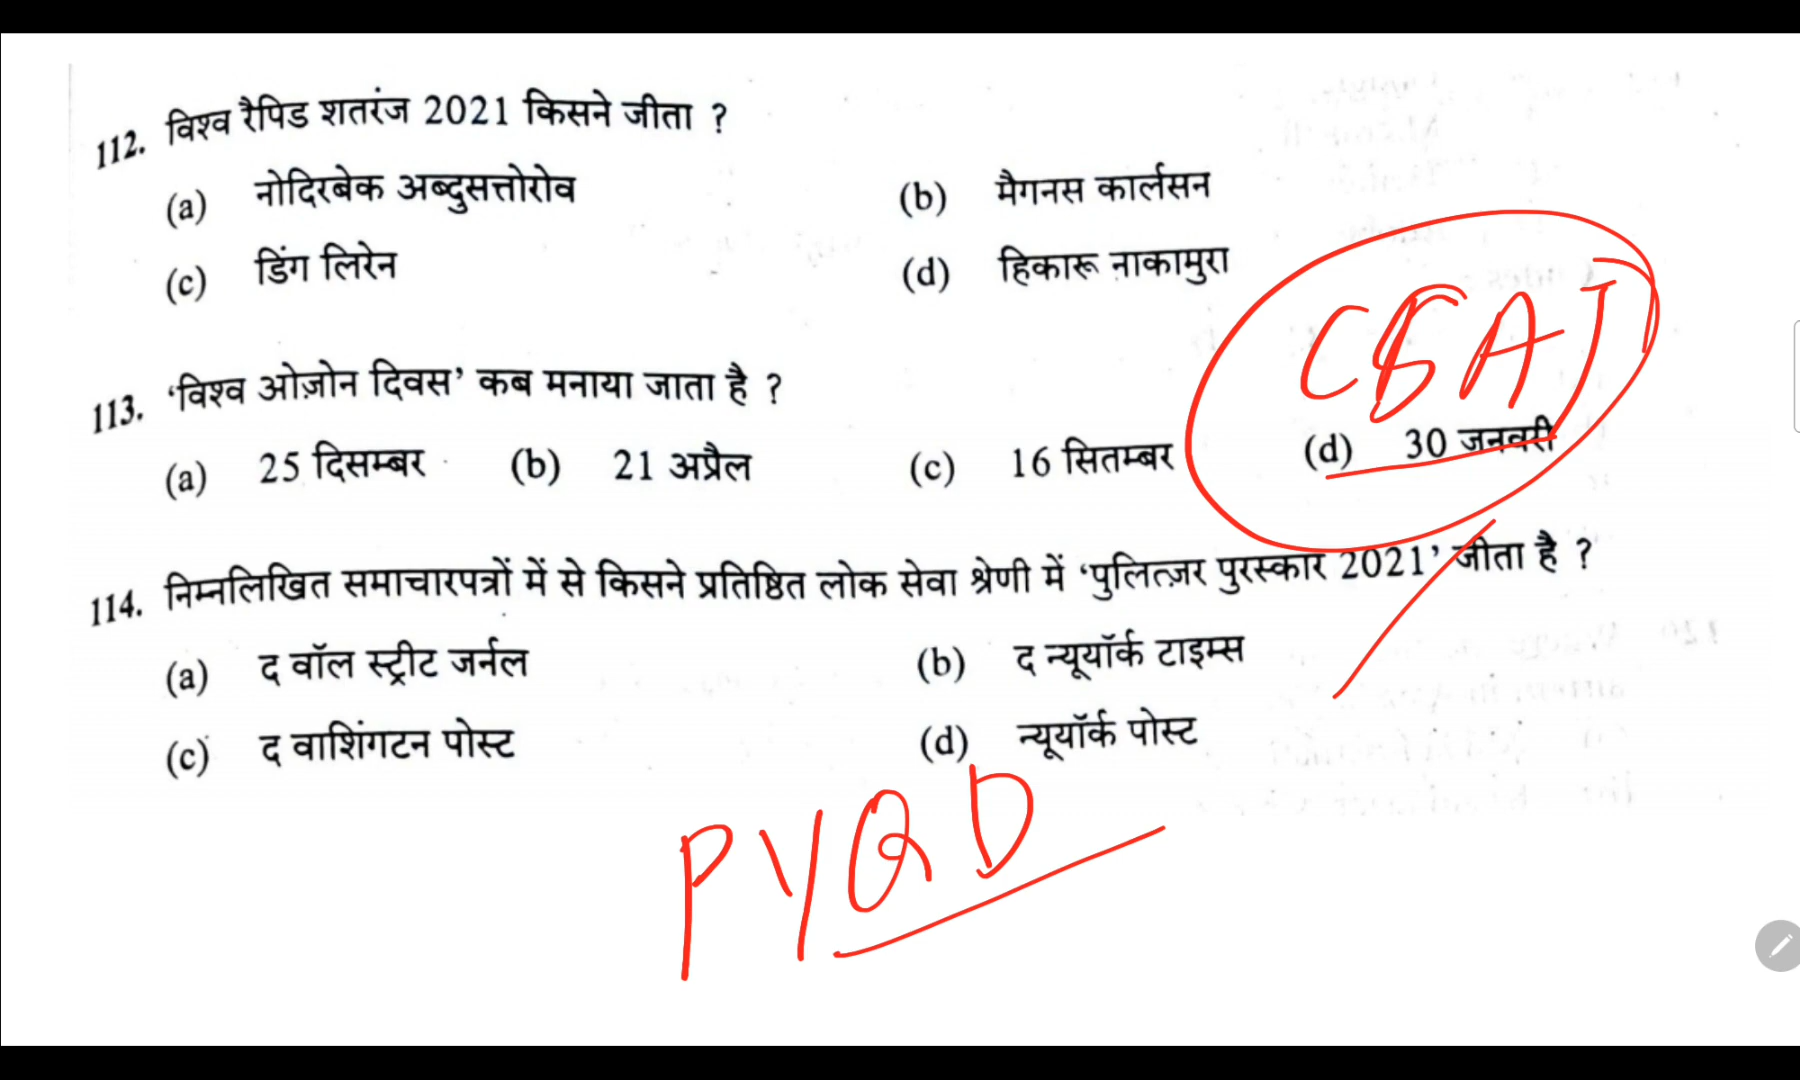 112. विश्व रैपिड शतरंज 2021 किसने जीता ?
(a) नोदिरबेक अब्दुसत्तोरोव (b) मैगनस कार्लसन
(c) डिंग लिरेन (d) हिकारू नाकामुरा
CSAT
113. ‘विश्व ओज़ोन दिवस’ कब मनाया जाता है ?
(a) 25 दिसम्बर (b) 21 अप्रैल (c) 16 सितम्बर (d) 30 जनवरी
114. निम्नलिखित समाचारपत्रों में से किसने प्रतिष्ठित लोक सेवा श्रेणी में ‘पुलित्ज़र पुरस्कार 2021’ जीता है ?
(a) द वॉल स्ट्रीट जर्नल (b) द न्यूयॉर्क टाइम्स
(c) द वाशिंगटन पोस्ट (d) न्यूयॉर्क पोस्ट
PYQD